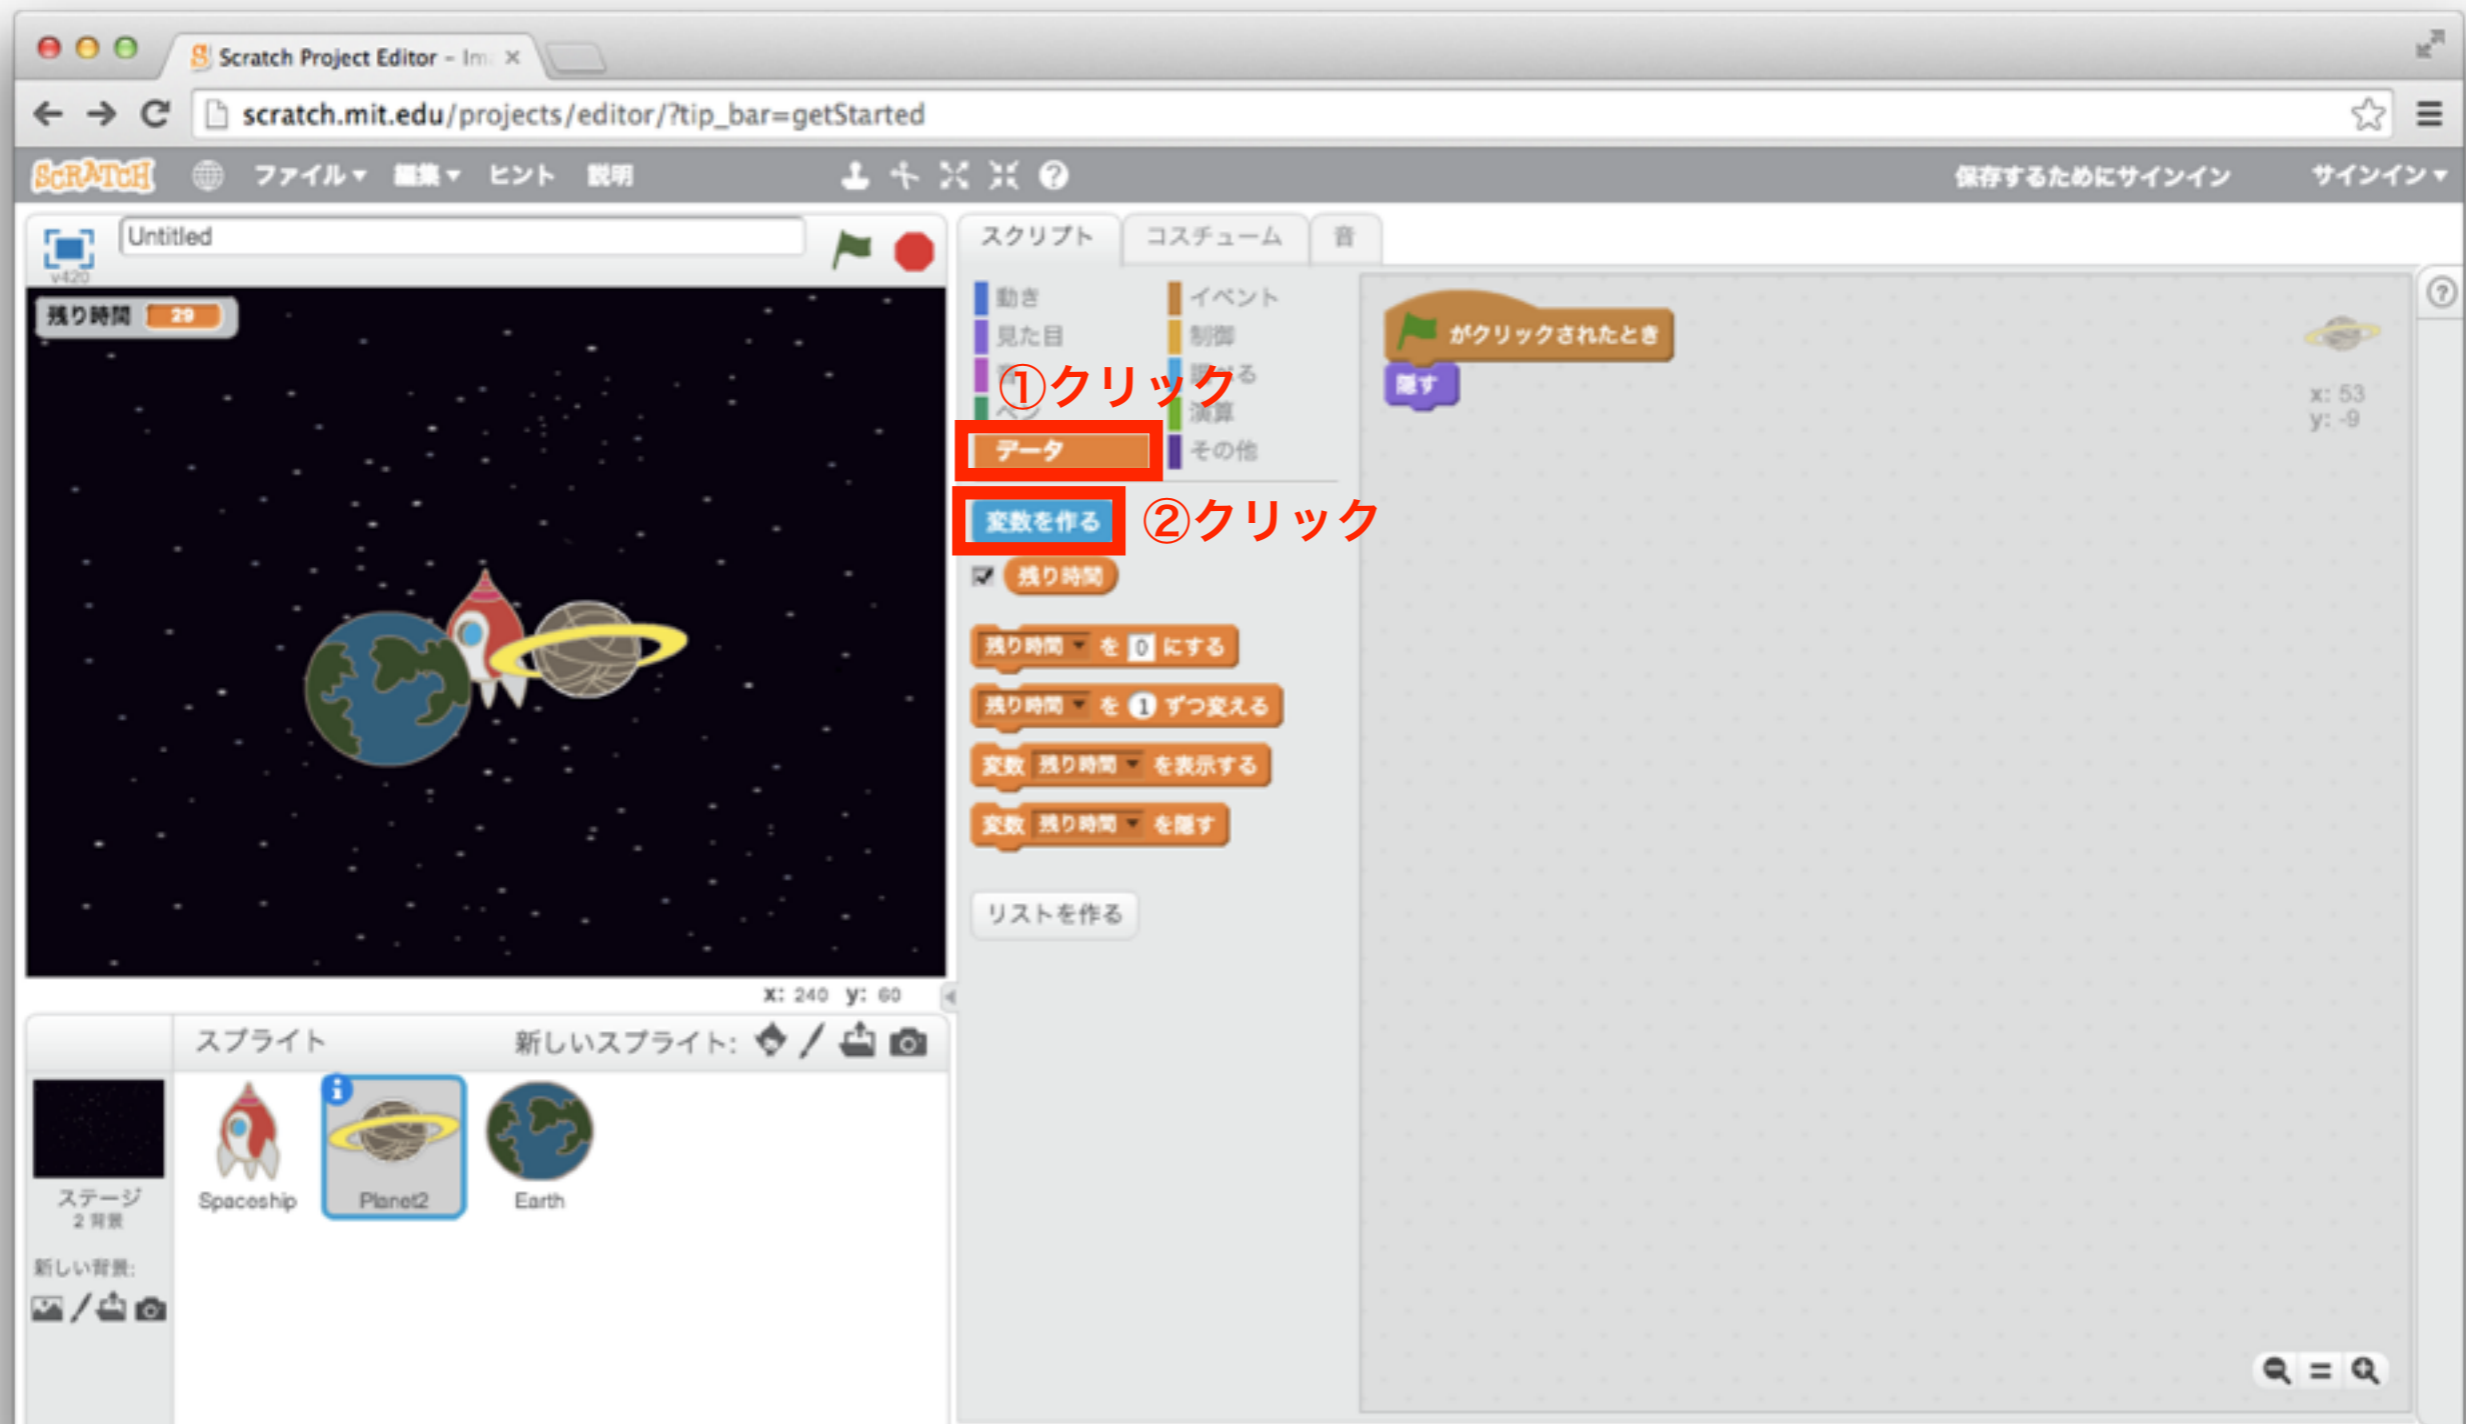 Scratch Project Editor - Im
scratch.mit.edu/projects/editor/?tip_bar=getStarted
SCRATCH ファイル 編集 ヒント 説明 保存するためにサインイン サインイン
Untitled
v420
スクリプト コスチューム 音
残り時間 29
動き イベント
見た目 制御
①クリック
ペン 演算
データ その他
変数を作る ②クリック
残り時間
残り時間 を 0 にする
残り時間 を 1 ずつ変える
変数 残り時間 を表示する
変数 残り時間 を隠す
リストを作る
がクリックされたとき
隠す
x: 53
y: -9
x: 240 y: 60
スプライト 新しいスプライト:
Spaceship Planet2 Earth
ステージ
2 背景
新しい背景: